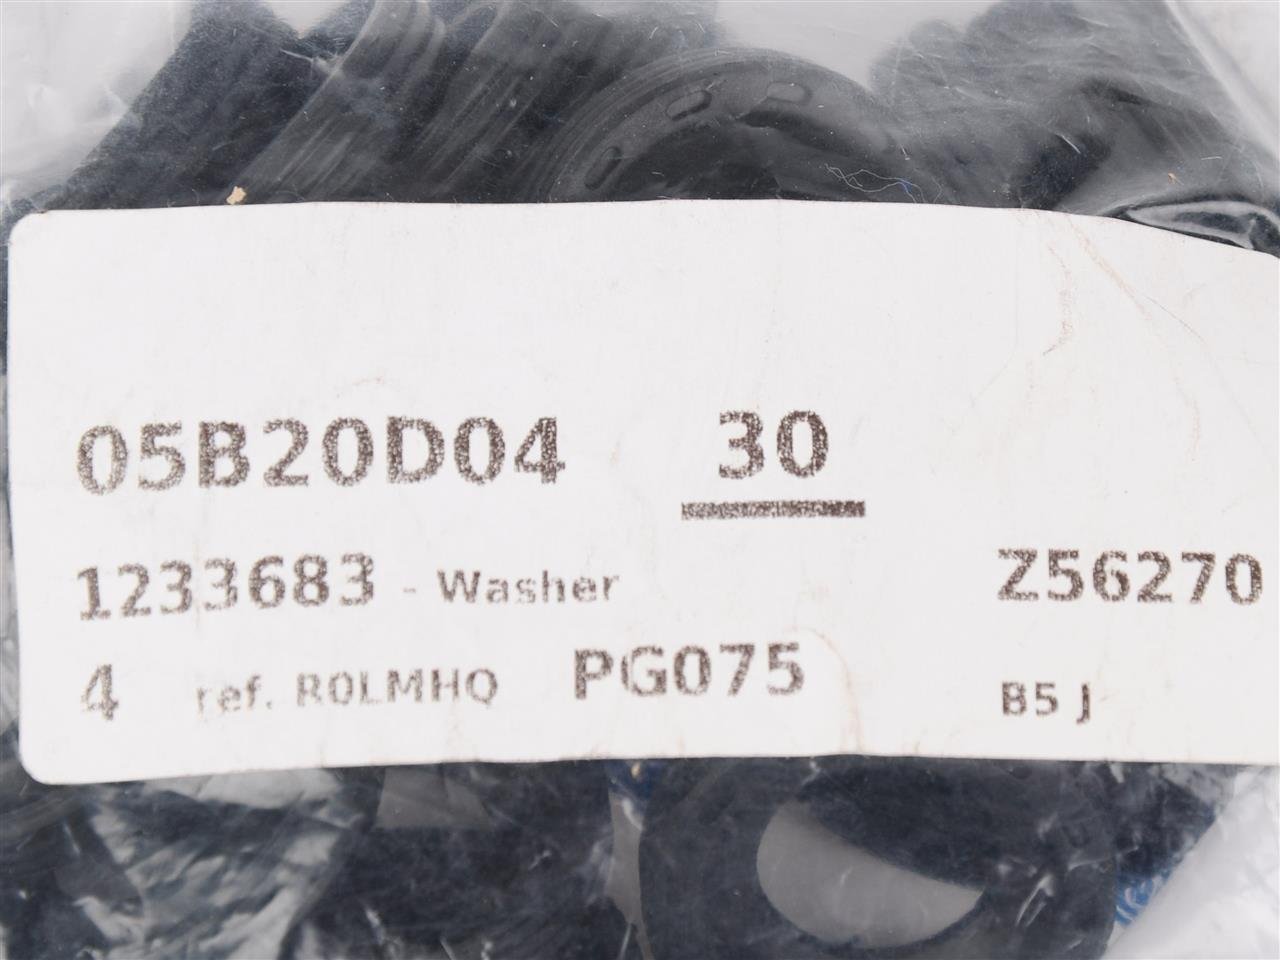 05B20D04 30
1233683 - Washer Z56270
4 ref. R0LMHQ PG075 B5 J